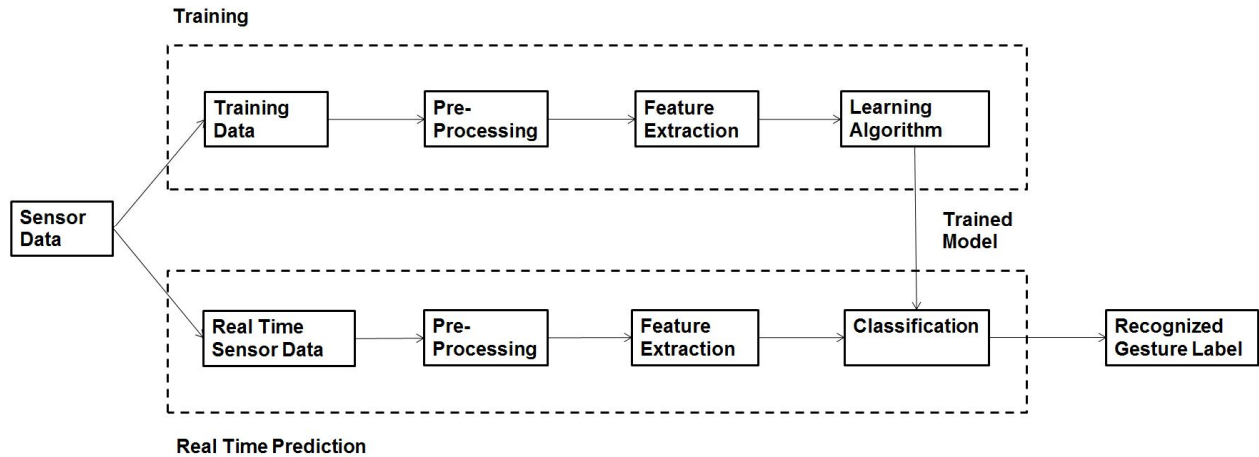 Training
Training
Data
Pre-
Processing
Feature
Extraction
Learning
Algorithm
Sensor
Data
Trained
Model
Real Time
Sensor Data
Pre-
Processing
Feature
Extraction
Classification
Recognized
Gesture Label
Real Time Prediction